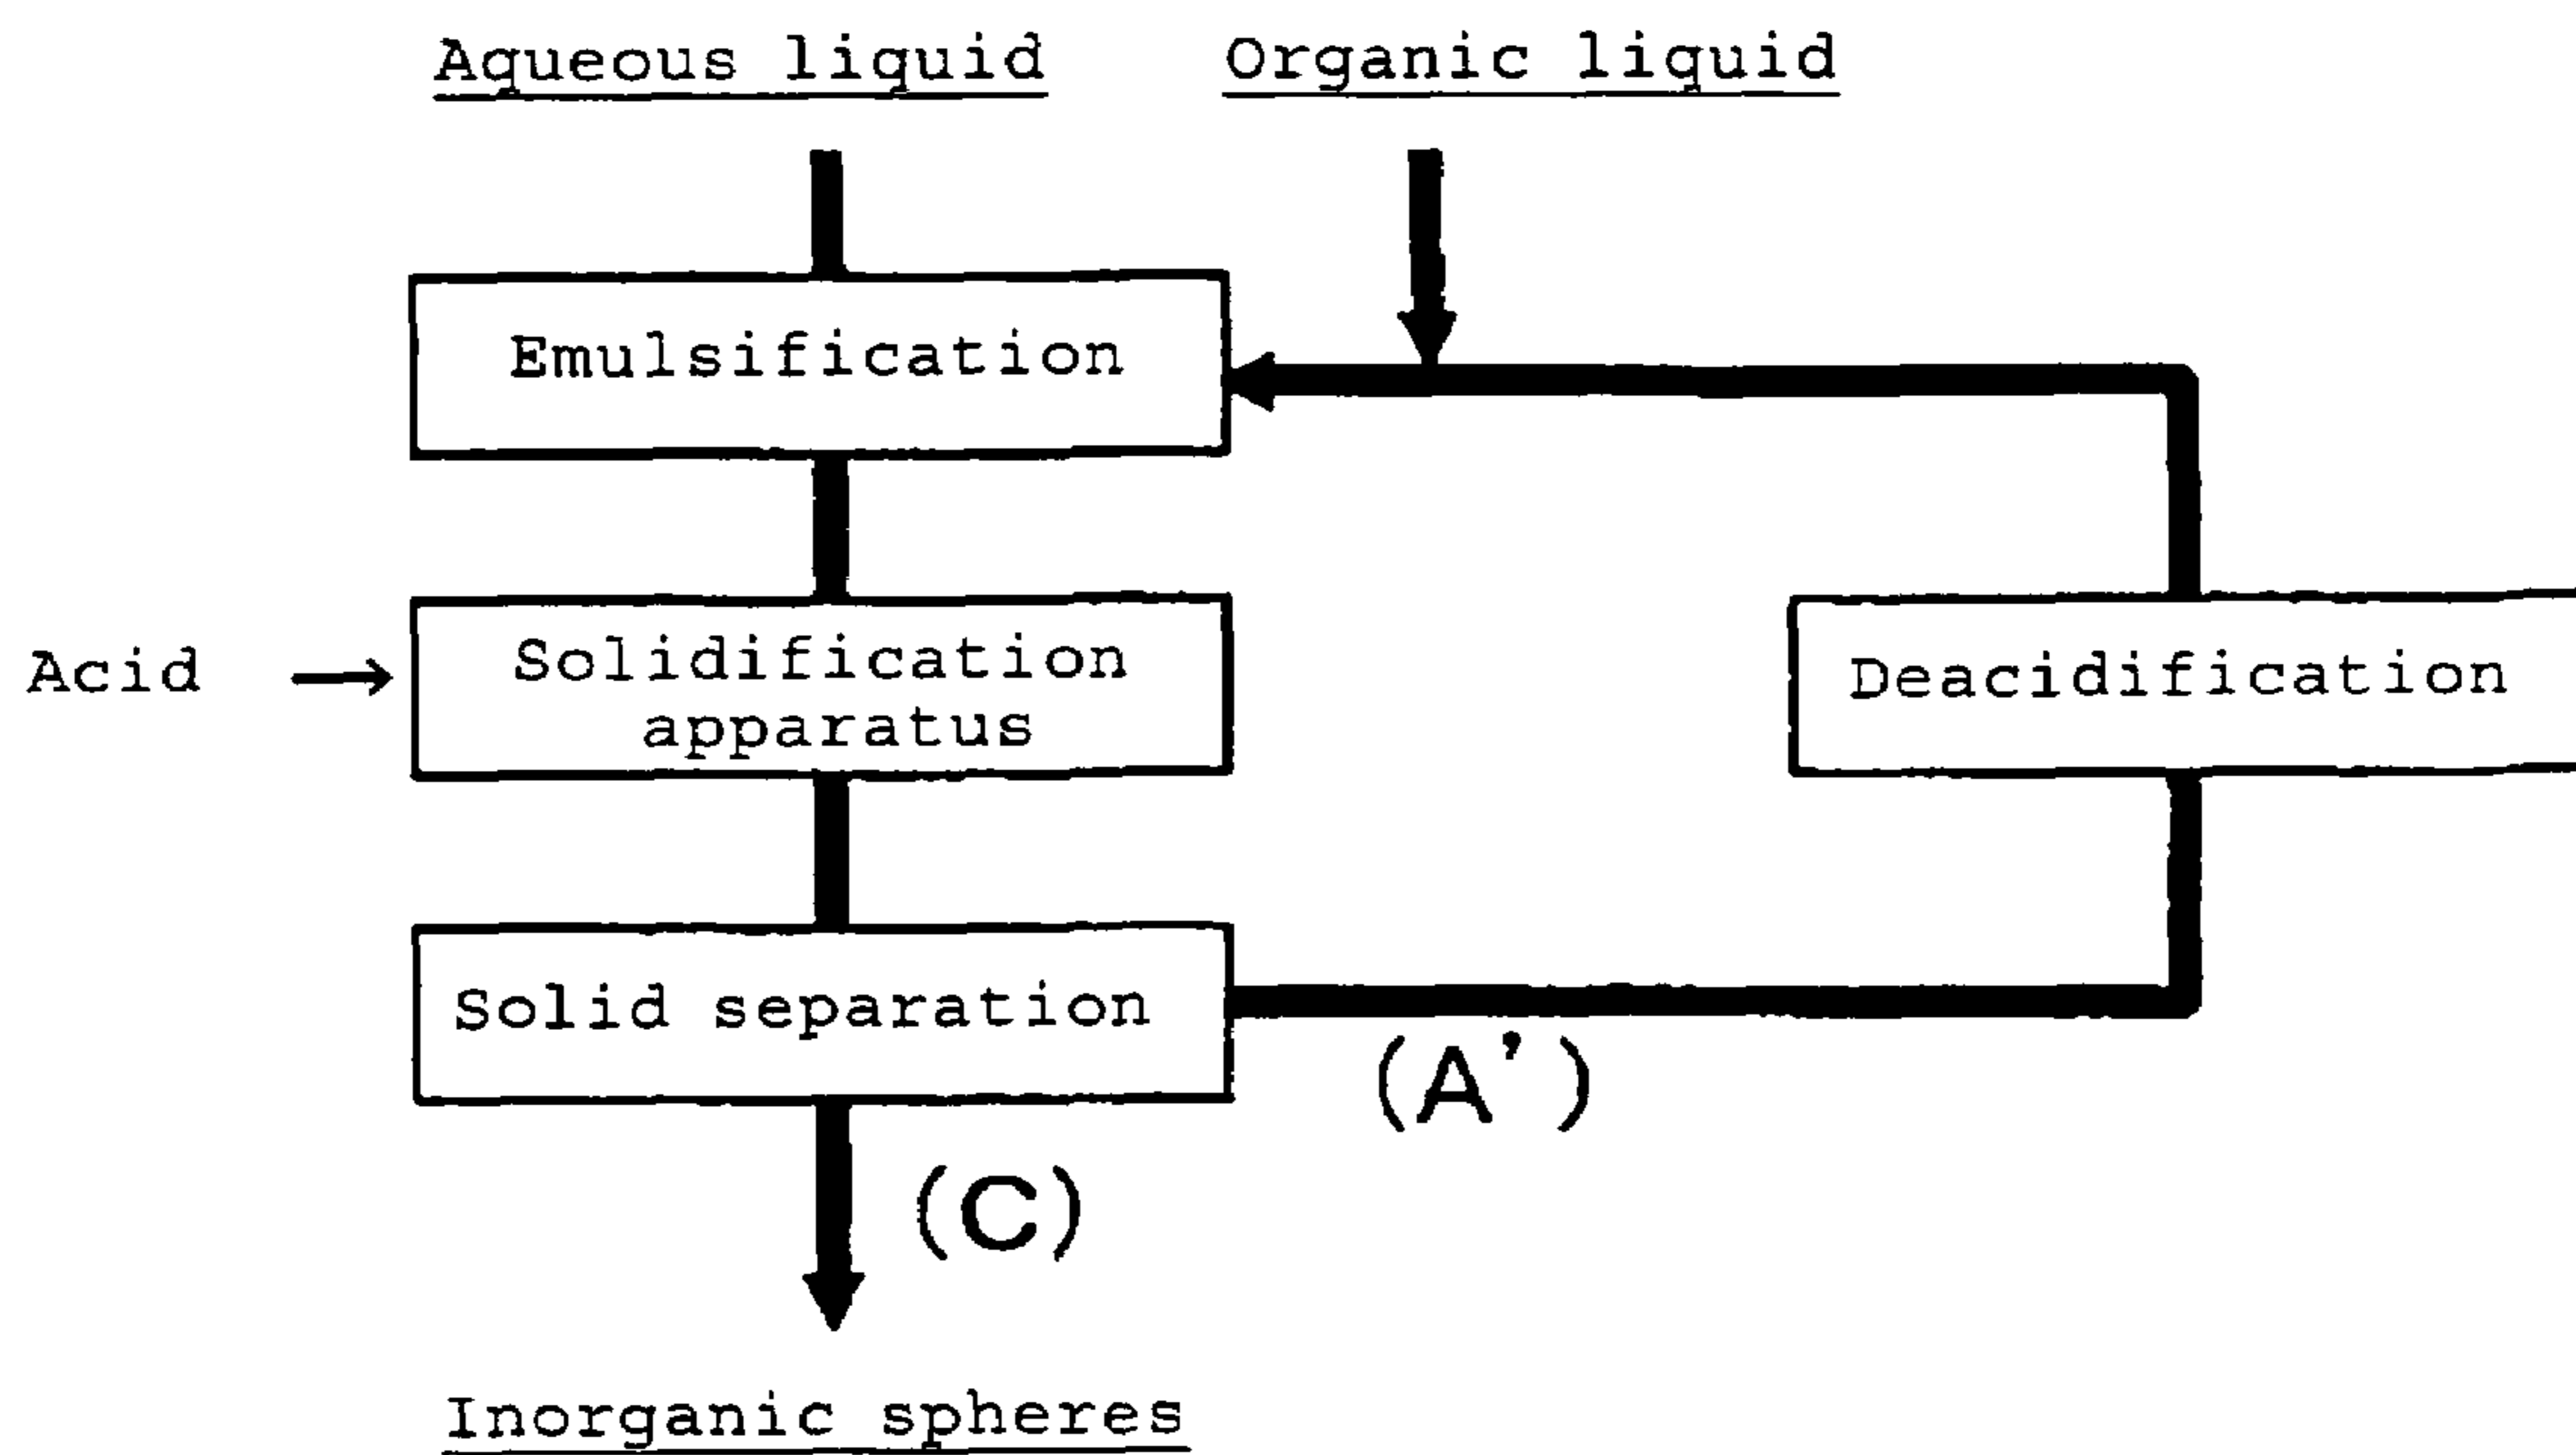 Aqueous liquid
Organic liquid
Emulsification
Acid →
Solidification
apparatus
Deacidification
Solid separation
(A')
(C)
Inorganic spheres